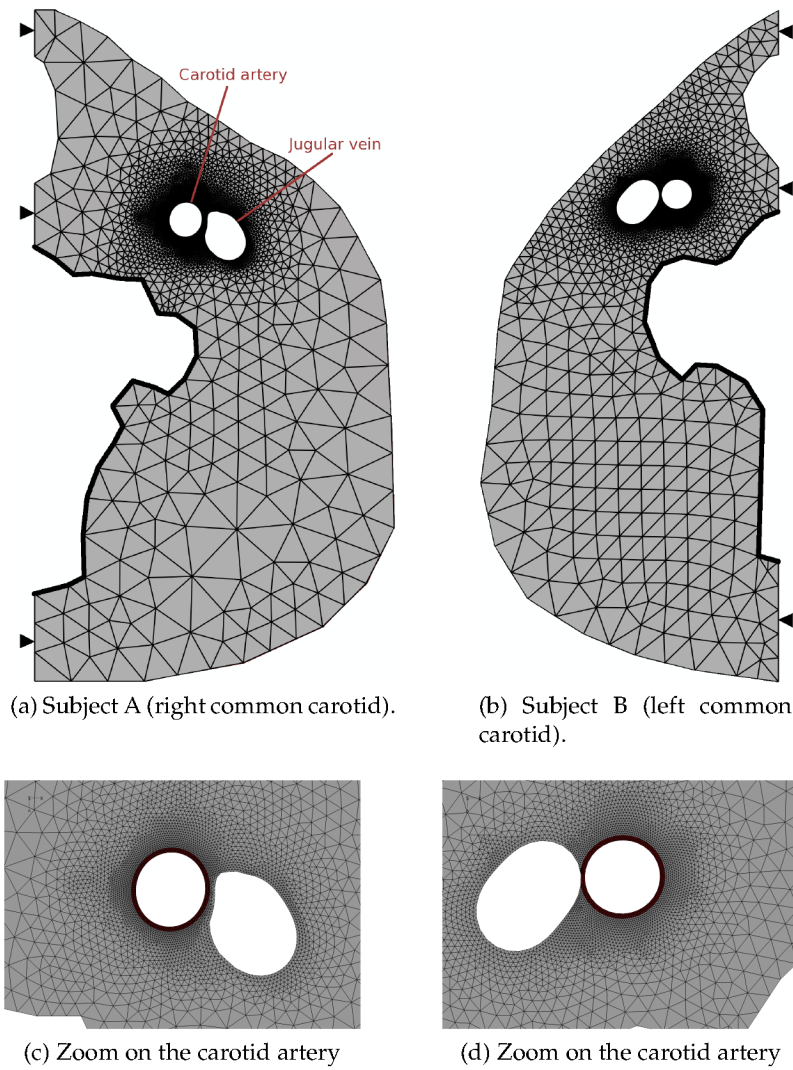 Carotid artery
Jugular vein
(a) Subject A (right common carotid).
(b) Subject B (left common
carotid).
(c) Zoom on the carotid artery
(d) Zoom on the carotid artery